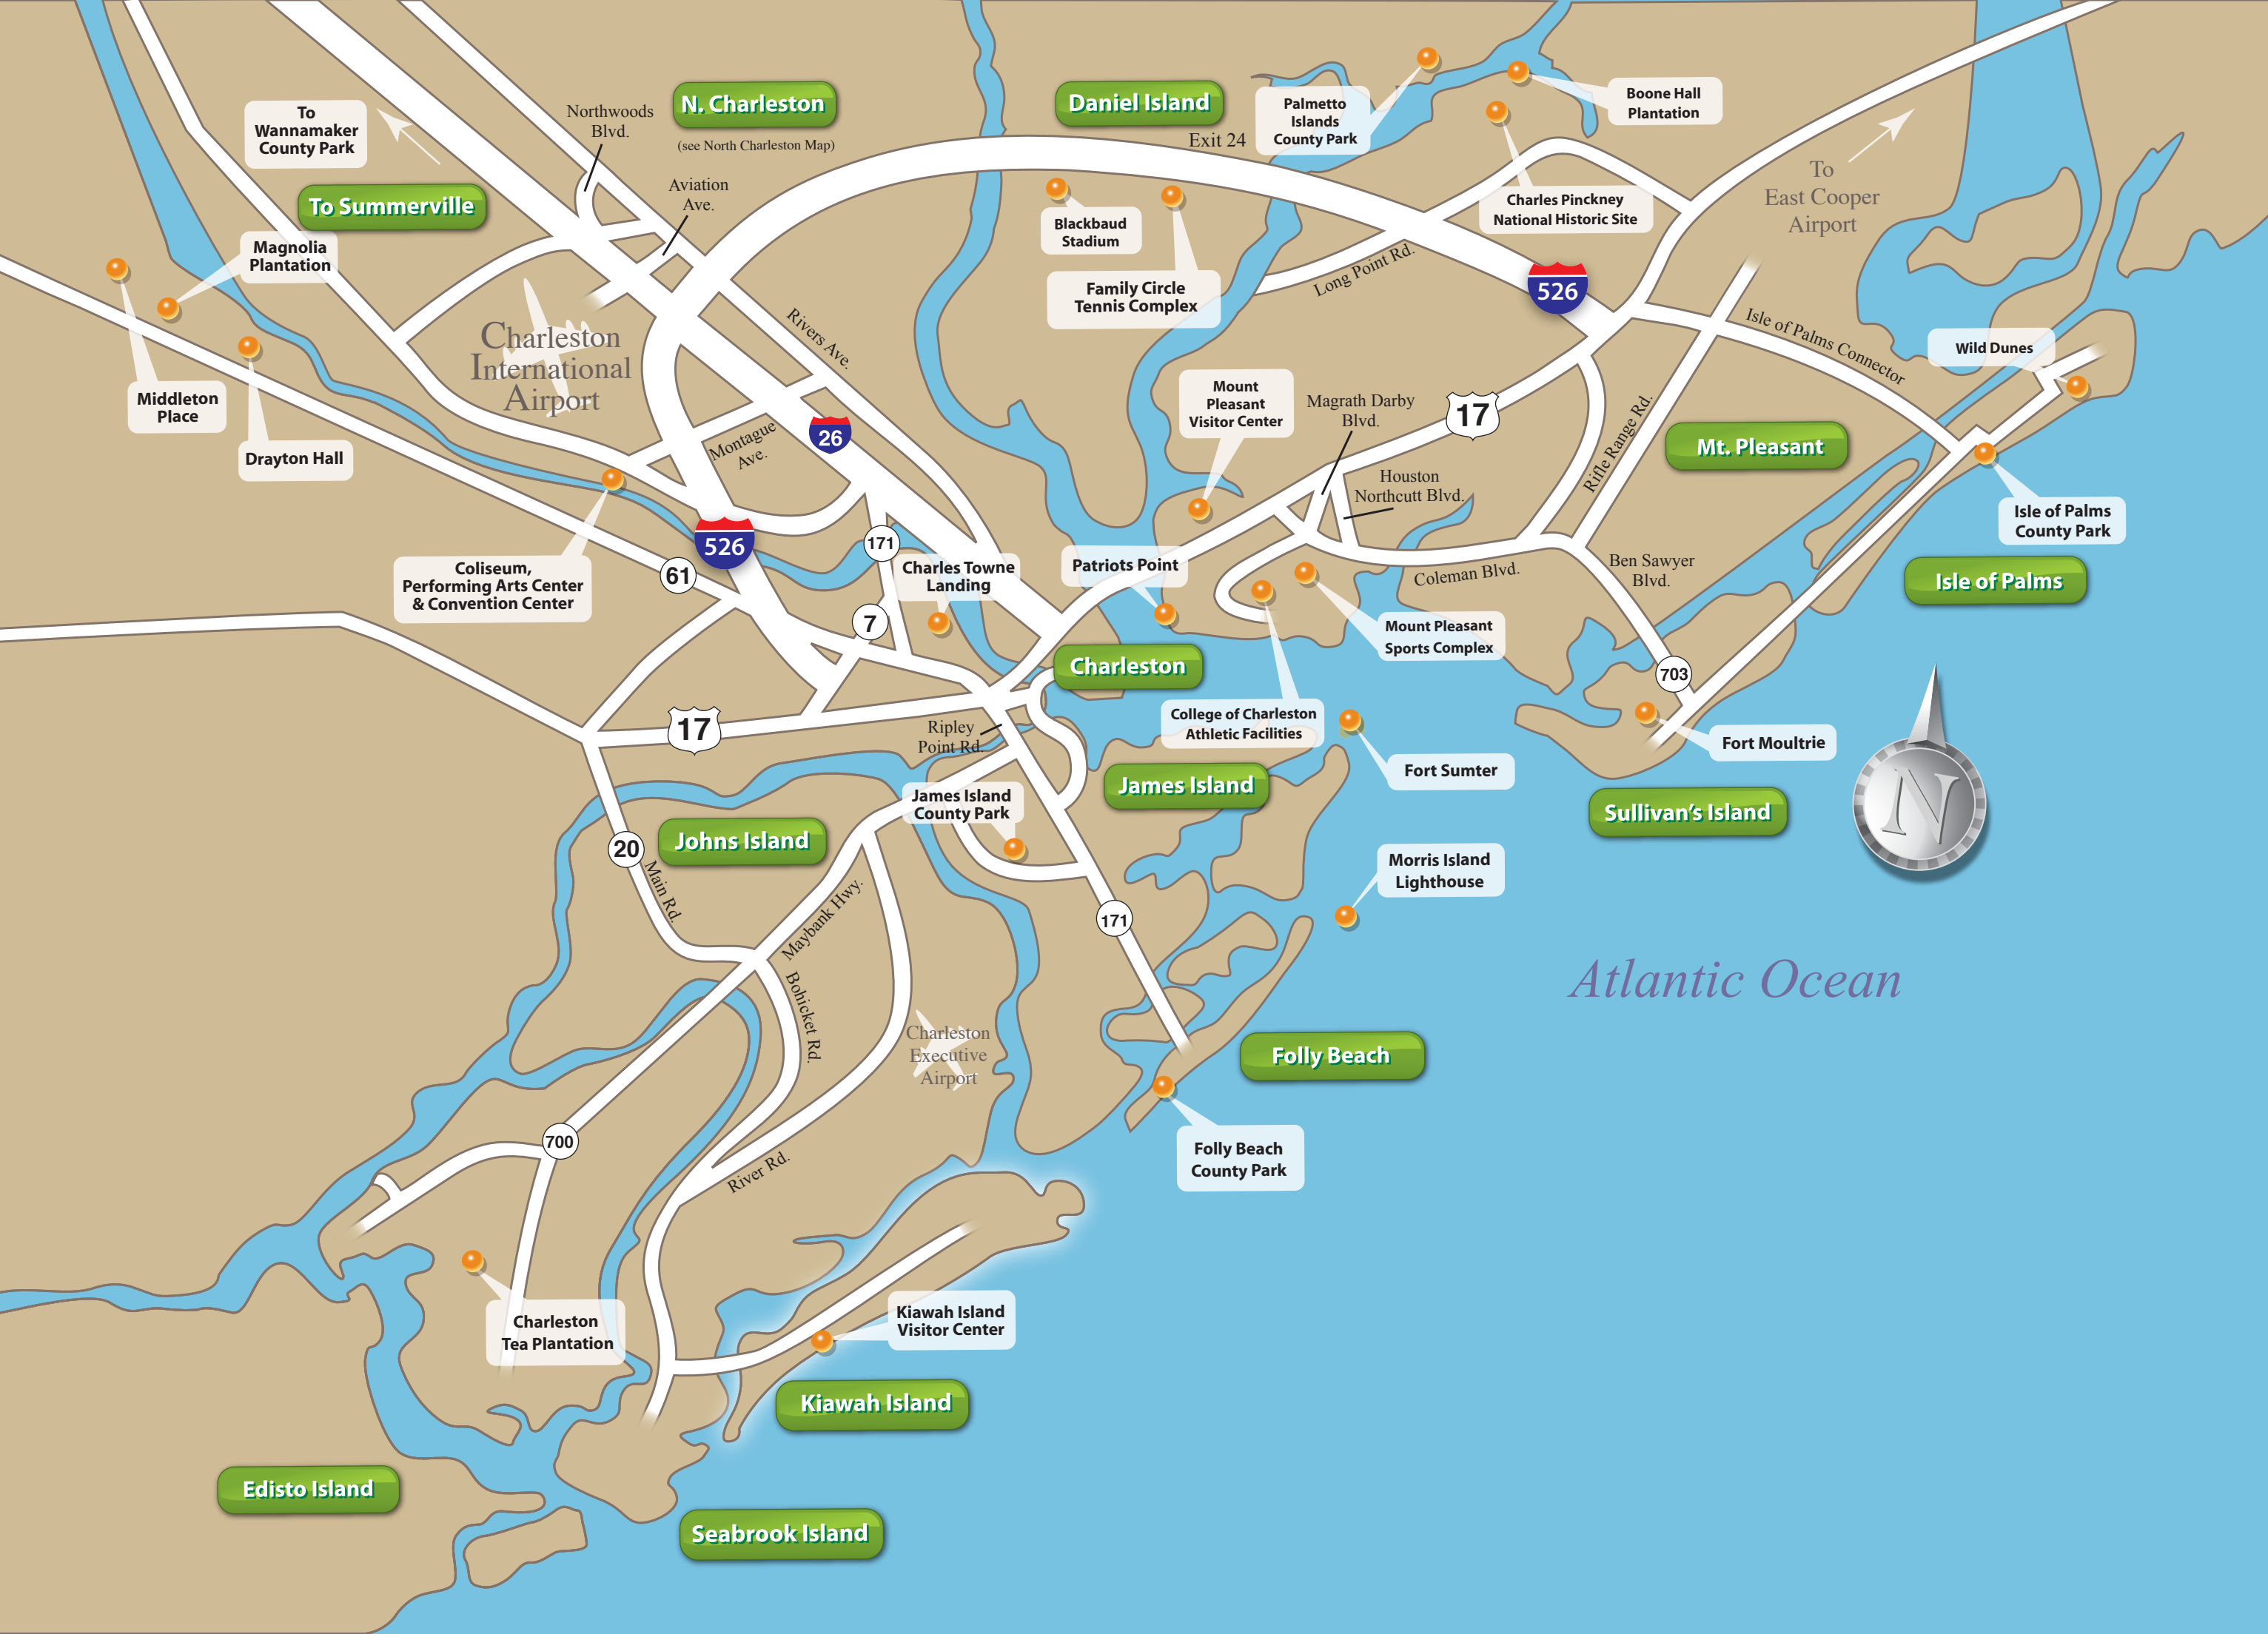 To
Wannamaker
County Park
Northwoods
Blvd.
N. Charleston
(see North Charleston Map)
Daniel Island
Exit 24
Palmetto
Islands
County Park
Boone Hall
Plantation
To Summerville
Aviation
Ave.
Magnolia
Plantation
Blackbaud
Stadium
Charles Pinckney
National Historic Site
To
East Cooper
Airport
Family Circle
Tennis Complex
Long Point Rd.
526
Charleston
International
Airport
Rivers Ave.
Isle of Palms Connector
Wild Dunes
Middleton
Place
Drayton Hall
Mount
Pleasant
Visitor Center
Magrath Darby
Blvd.
17
26
Montague
Ave.
Rifle Range Rd.
Mt. Pleasant
Houston
Northcutt Blvd.
Isle of Palms
County Park
526
171
Coliseum,
Performing Arts Center
& Convention Center
61
Charles Towne
Landing
Patriots Point
Coleman Blvd.
Ben Sawyer
Blvd.
Isle of Palms
7
Mount Pleasant
Sports Complex
Charleston
703
17
Ripley
Point Rd.
College of Charleston
Athletic Facilities
Fort Moultrie
Fort Sumter
James Island
Sullivan's Island
N
James Island
County Park
Johns Island
20
Main Rd.
Morris Island
Lighthouse
Maybank Hwy.
171
Atlantic Ocean
Bohicket Rd.
Charleston
Executive
Airport
Folly Beach
700
River Rd.
Folly Beach
County Park
Charleston
Tea Plantation
Kiawah Island
Visitor Center
Kiawah Island
Edisto Island
Seabrook Island